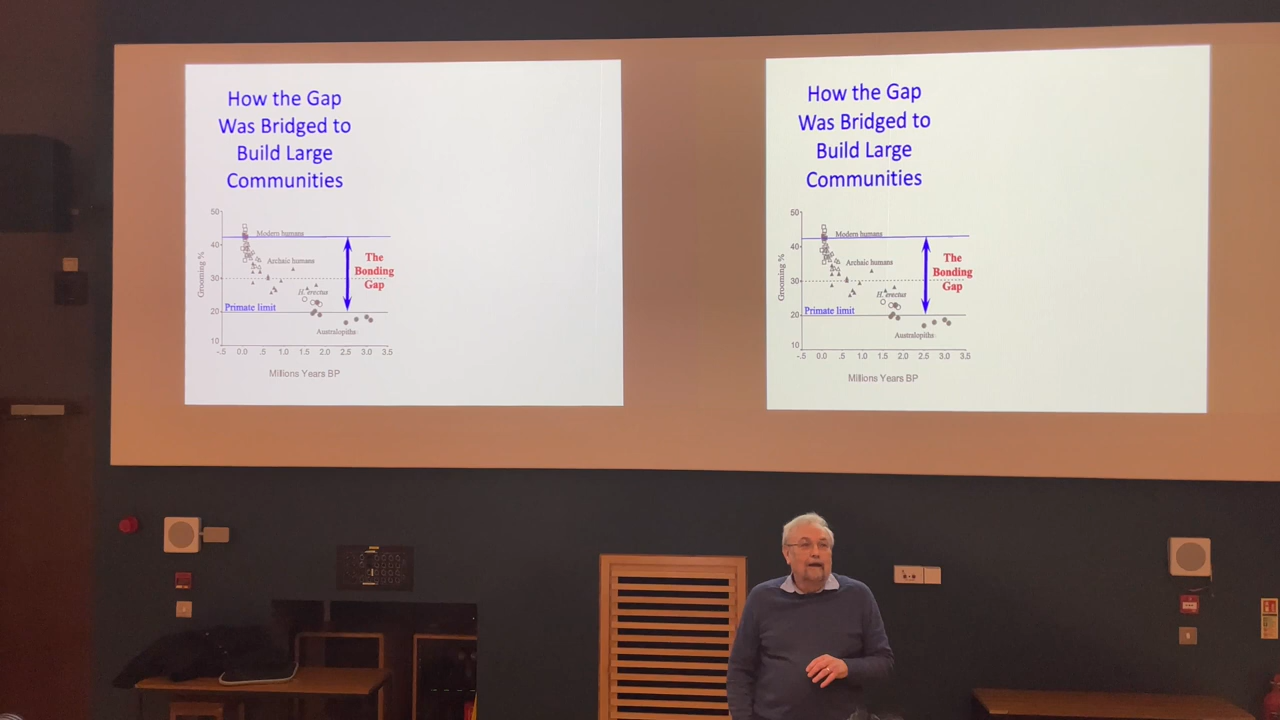 How the Gap
Was Bridged to
Build Large
Communities
50
40
30
20
10
Grooming %
Modern humans
Archaic humans
H. erectus
Australopiths
Primate limit
The
Bonding
Gap
-.5 0.0 .5 1.0 1.5 2.0 2.5 3.0 3.5
Millions Years BP
How the Gap
Was Bridged to
Build Large
Communities
50
40
30
20
10
Grooming %
Modern humans
Archaic humans
H. erectus
Australopiths
Primate limit
The
Bonding
Gap
-.5 0.0 .5 1.0 1.5 2.0 2.5 3.0 3.5
Millions Years BP